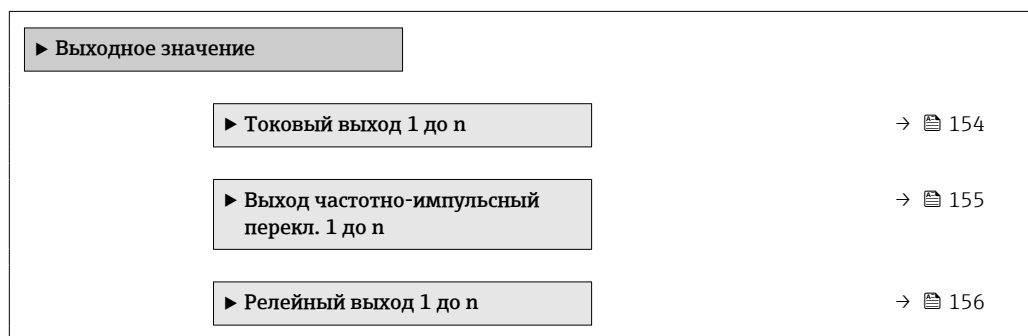 ▶ Выходное значение
▶ Токовый выход 1 до n → 154
▶ Выход частотно-импульсный → 155
перекл. 1 до n
▶ Релейный выход 1 до n → 156